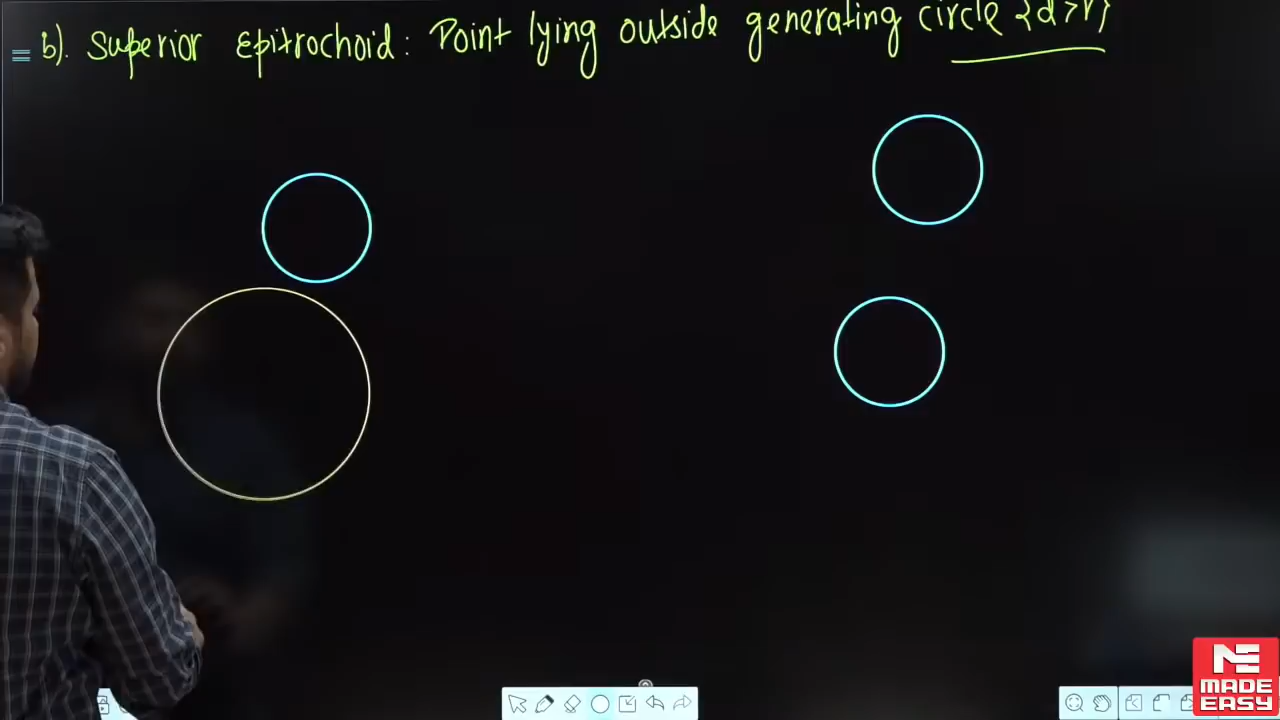 b). Superior Epitrochoid: Point lying outside generating circle {d>r}
MADE
EASY